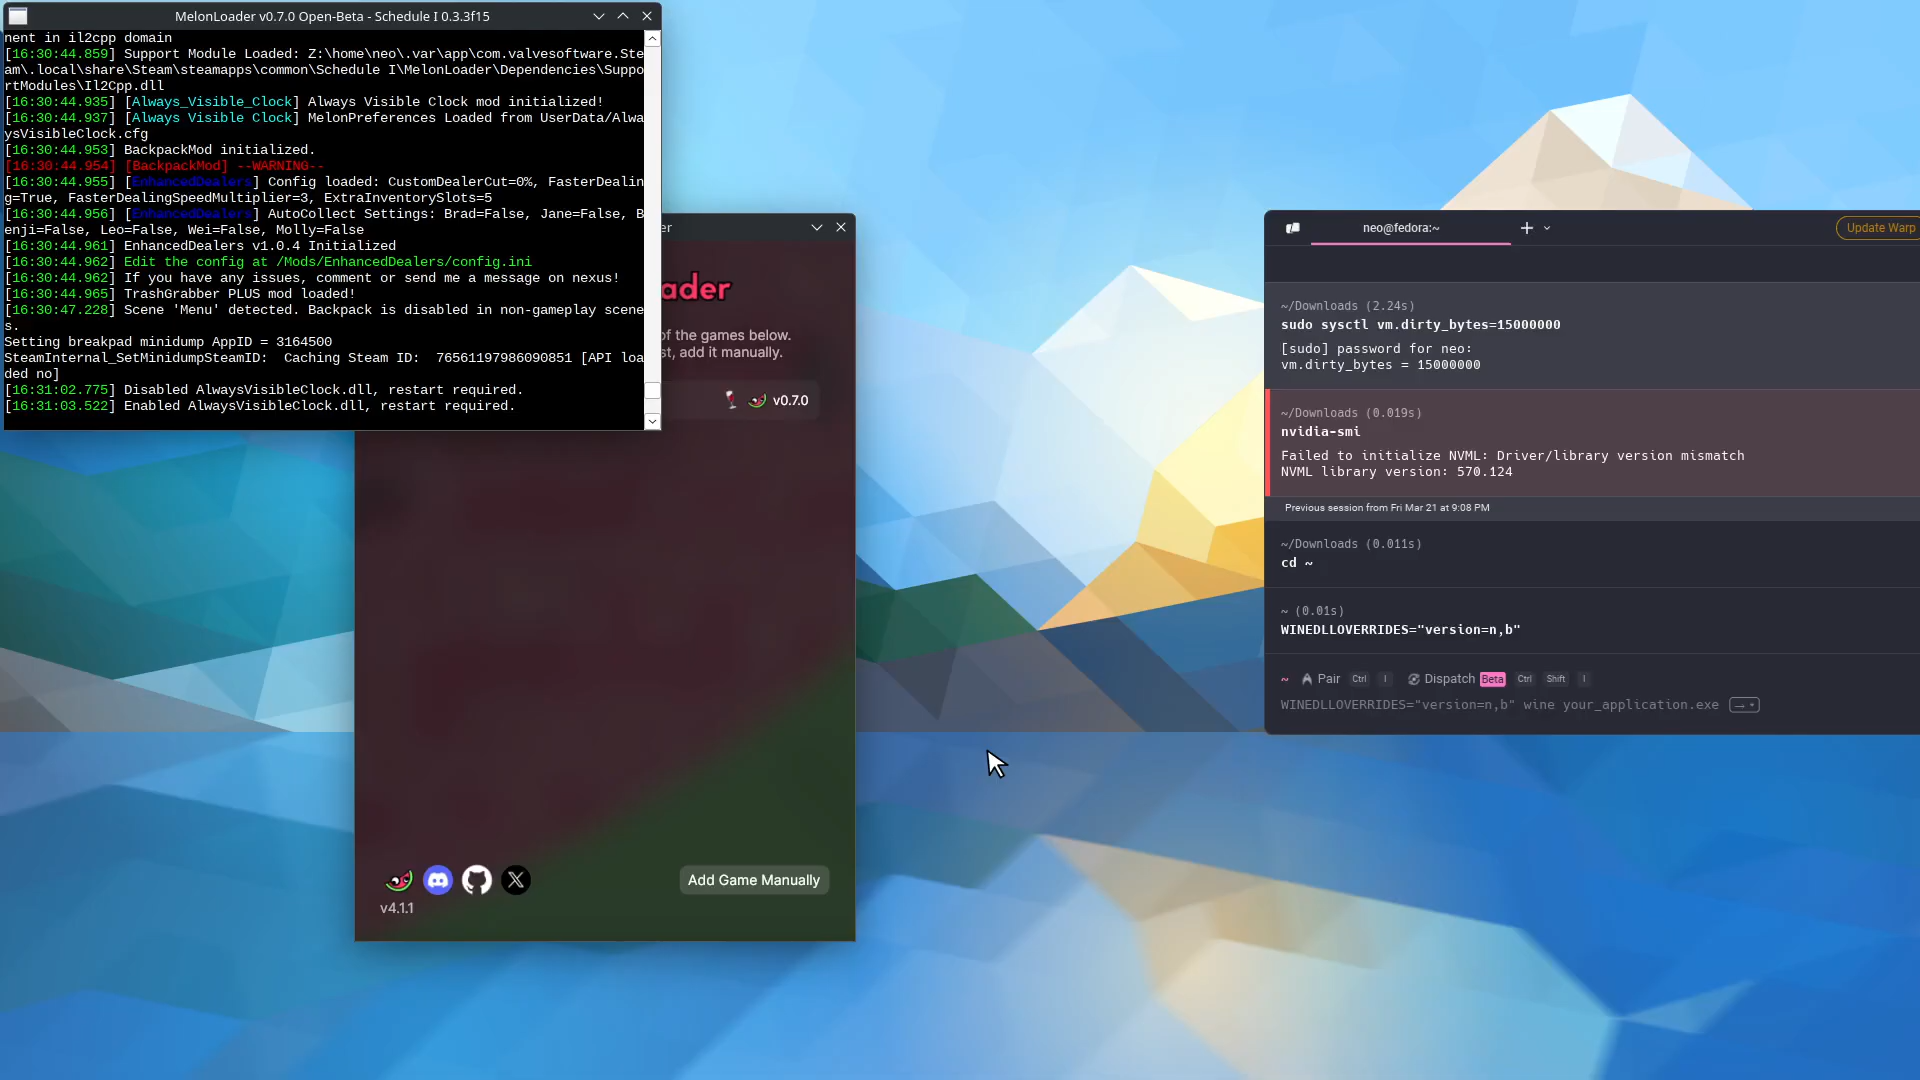 MelonLoader v0.7.0 Open-Beta - Schedule I 0.3.3f15
nent in il2cpp domain
[16:30:44.859] Support Module Loaded: Z:\home\neo\.var\app\com.valvesoftware.Ste
am\.local\share\Steam\steamapps\common\Schedule I\MelonLoader\Dependencies\Suppo
rtModules\Il2Cpp.dll
[16:30:44.935] [Always_Visible_Clock] Always Visible Clock mod initialized!
[16:30:44.937] [Always Visible Clock] MelonPreferences Loaded from UserData/Alwa
ysVisibleClock.cfg
[16:30:44.953] BackpackMod initialized.
[16:30:44.954] [BackpackMod] --WARNING--
[16:30:44.955] [EnhancedDealers] Config loaded: CustomDealerCut=0%, FasterDealin
g=True, FasterDealingSpeedMultiplier=3, ExtraInventorySlots=5
[16:30:44.956] [EnhancedDealers] AutoCollect Settings: Brad=False, Jane=False, B
enji=False, Leo=False, Wei=False, Molly=False
[16:30:44.961] EnhancedDealers v1.0.4 Initialized
[16:30:44.962] Edit the config at /Mods/EnhancedDealers/config.ini
[16:30:44.962] If you have any issues, comment or send me a message on nexus!
[16:30:44.965] TrashGrabber PLUS mod loaded!
[16:30:47.228] Scene 'Menu' detected. Backpack is disabled in non-gameplay scene
s.
Setting breakpad minidump AppID = 3164500
SteamInternal_SetMinidumpSteamID:  Caching Steam ID:  76561197986090851 [API loa
ded no]
[16:31:02.775] Disabled AlwaysVisibleClock.dll, restart required.
[16:31:03.522] Enabled AlwaysVisibleClock.dll, restart required.
er
ader
of the games below.
st, add it manually.
v0.7.0
Add Game Manually
v4.1.1
neo@fedora:~
Update Warp
~/Downloads (2.24s)
sudo sysctl vm.dirty_bytes=15000000
[sudo] password for neo:
vm.dirty_bytes = 15000000
~/Downloads (0.019s)
nvidia-smi
Failed to initialize NVML: Driver/library version mismatch
NVML library version: 570.124
Previous session from Fri Mar 21 at 9:08 PM
~/Downloads (0.011s)
cd ~
~ (0.01s)
WINEDLLOVERRIDES="version=n,b"
~ Pair Ctrl I Dispatch Beta Ctrl Shift I
WINEDLLOVERRIDES="version=n,b" wine your_application.exe